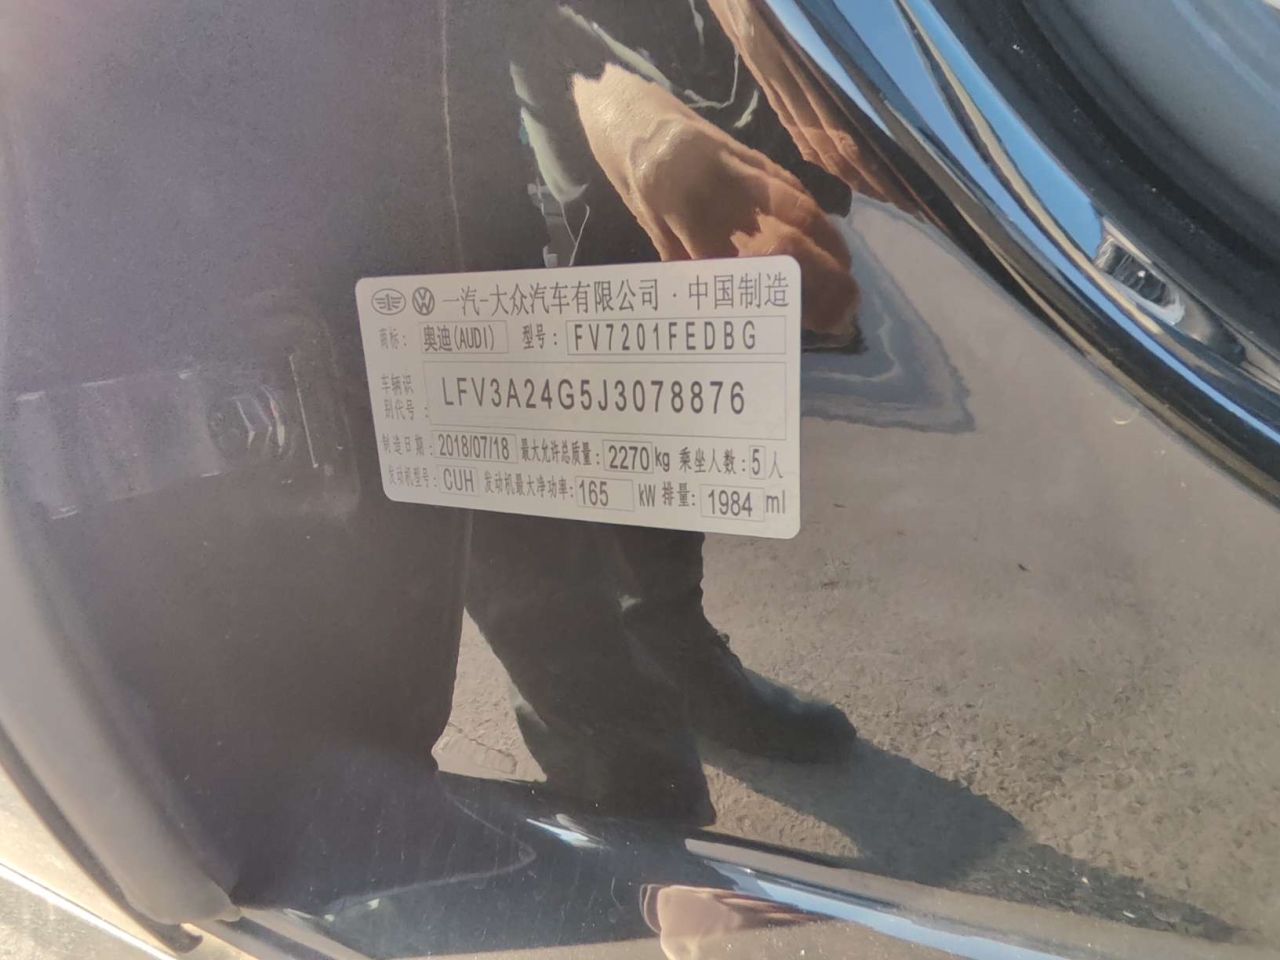 一汽-大众汽车有限公司·中国制造
商标: 奥迪(AUDI) 型号: FV7201FEDBG
车辆识别代号: LFV3A24G5J3078876
制造日期: 2018/07/18 最大允许总质量: 2270 kg 乘坐人数: 5 人
发动机型号: CUH 发动机最大净功率: 165 kW 排量: 1984 ml